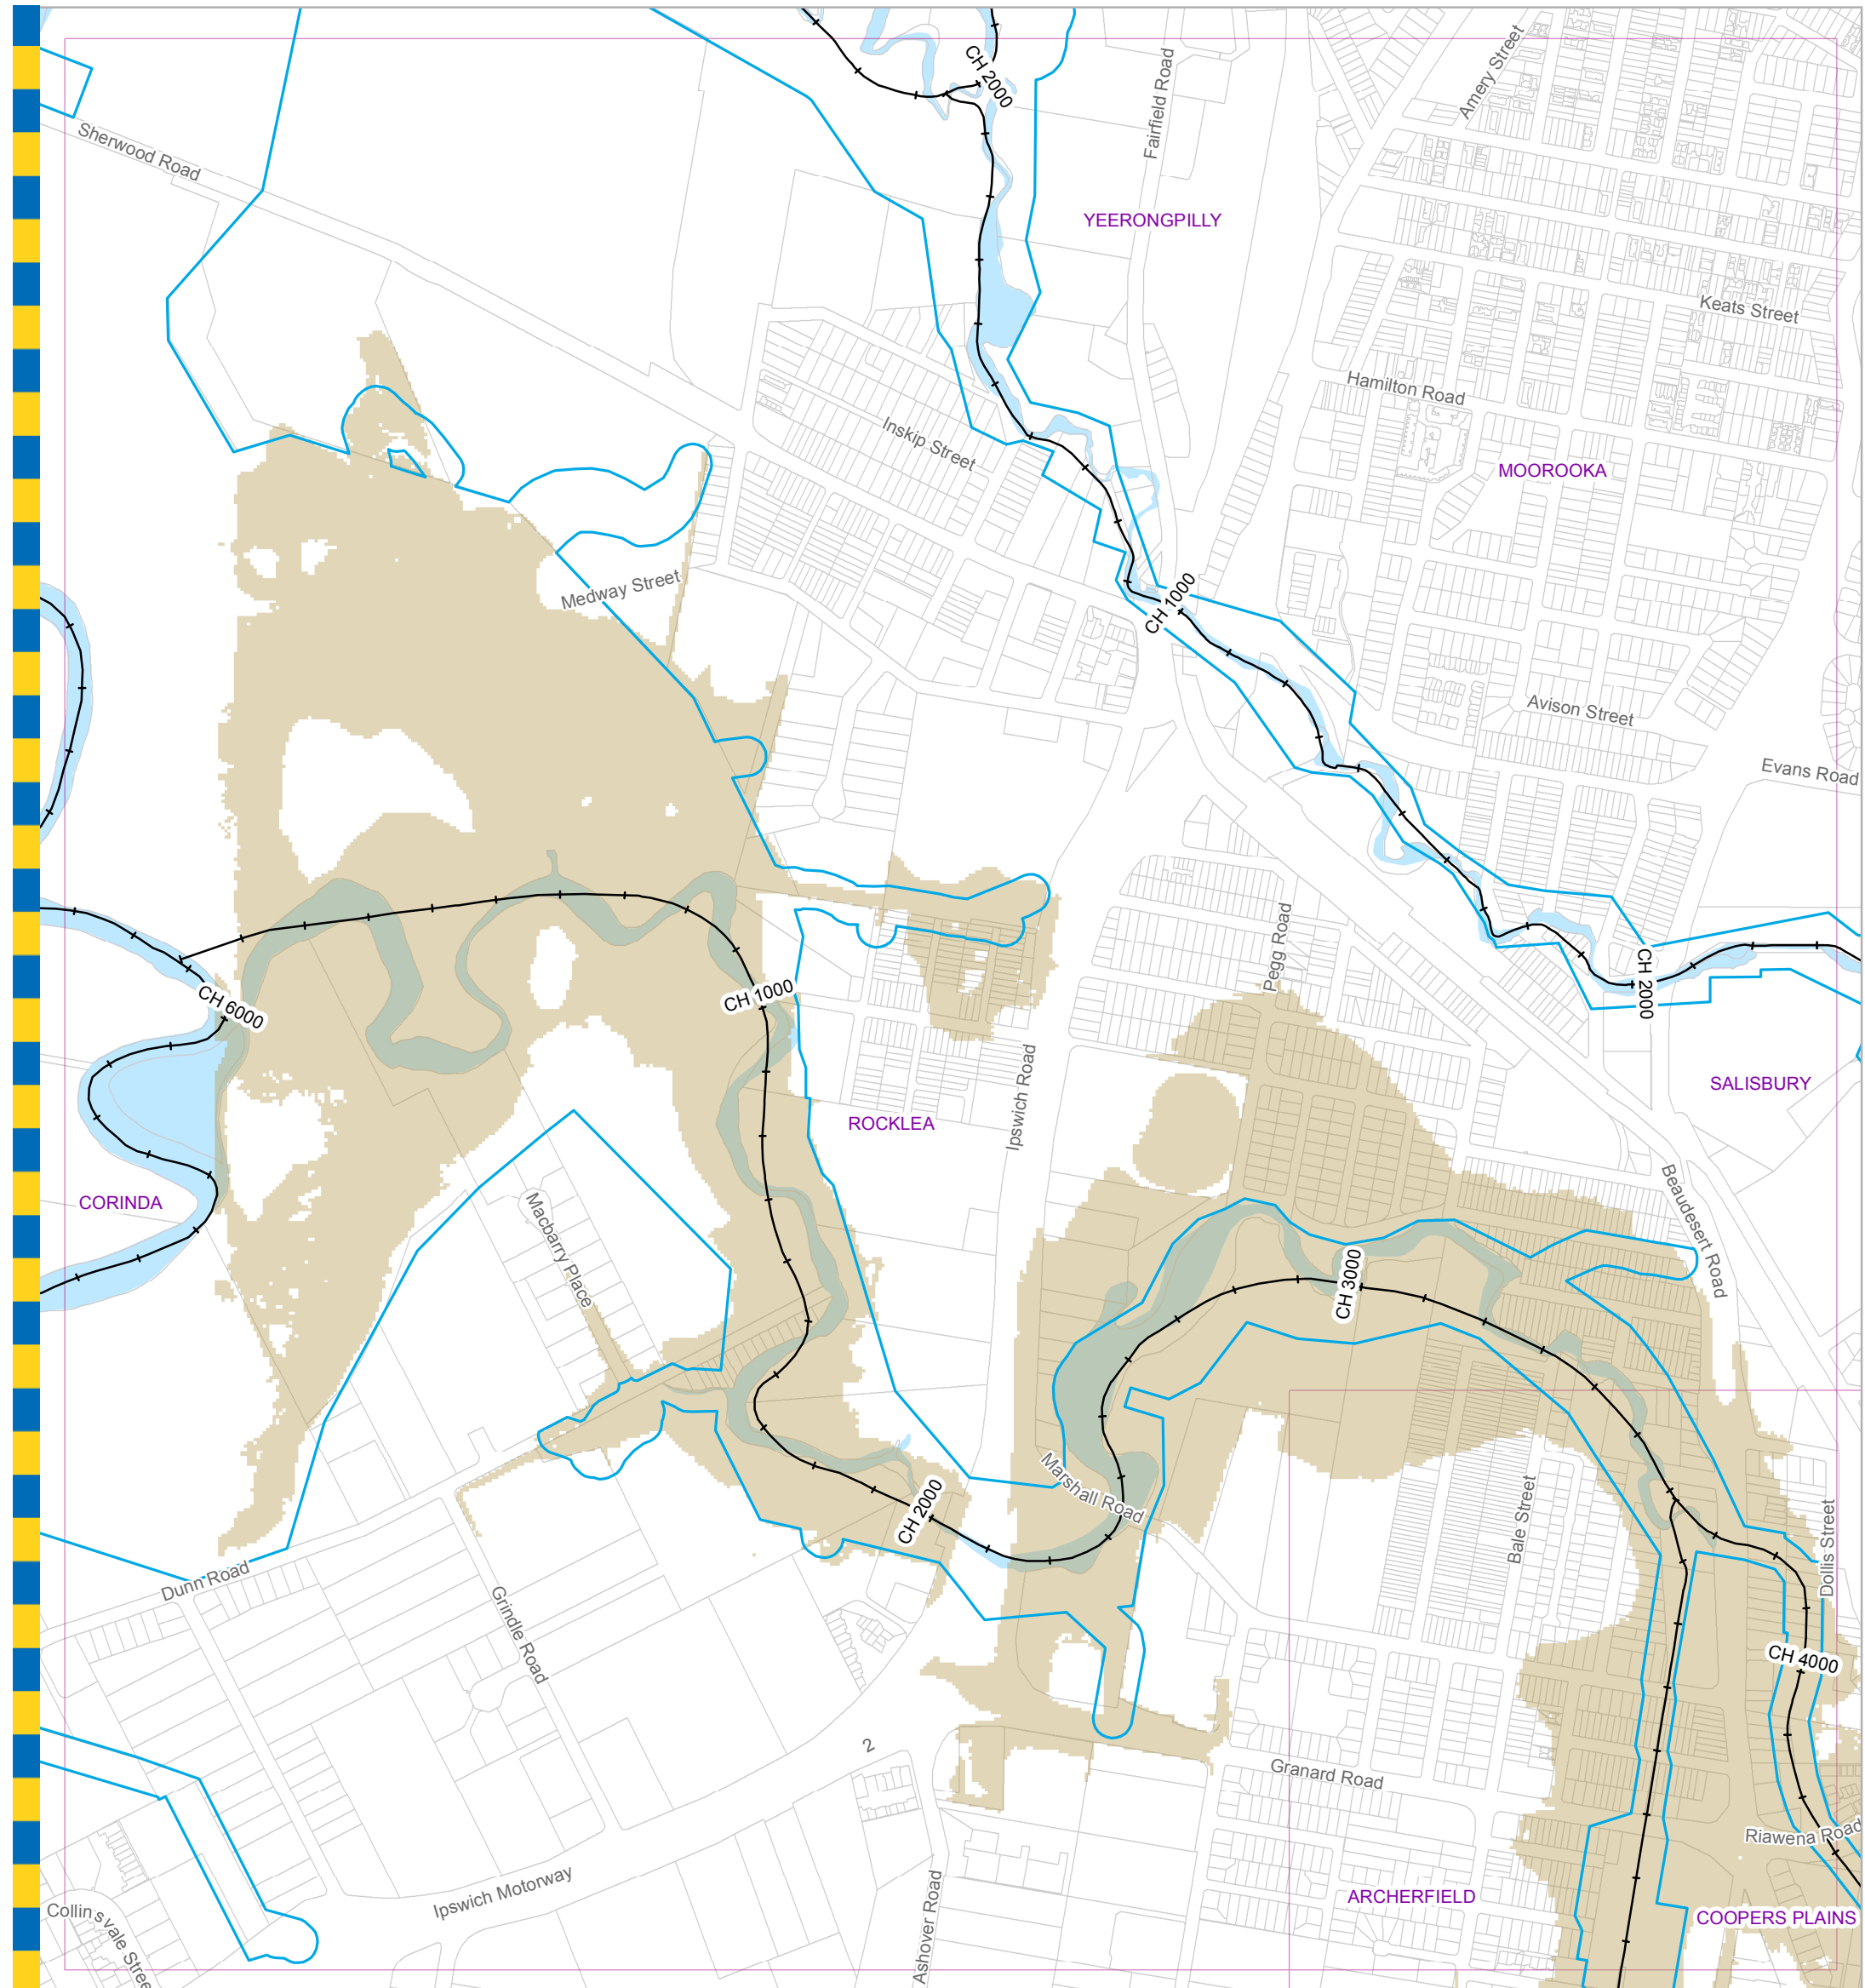 CH 2000
Amery Street
Fairfield Road
Sherwood Road
YEERONGPILLY
Keats Street
Hamilton Road
Inskip Street
MOOROOKA
Medway Street
CH 1000
Avison Street
Evans Road
Pegg Road
CH 6000
CH 1000
CH 2000
Ipswich Road
SALISBURY
ROCKLEA
CORINDA
Macbarry Place
Beaudesert Road
CH 3000
Marshall Road
CH 2000
Bale Street
Dollis Street
Dunn Road
Grindle Road
CH 4000
2
Granard Road
Riawena Road
Ipswich Motorway
Ashover Road
ARCHERFIELD
Collinsvale Stree
COOPERS PLAINS